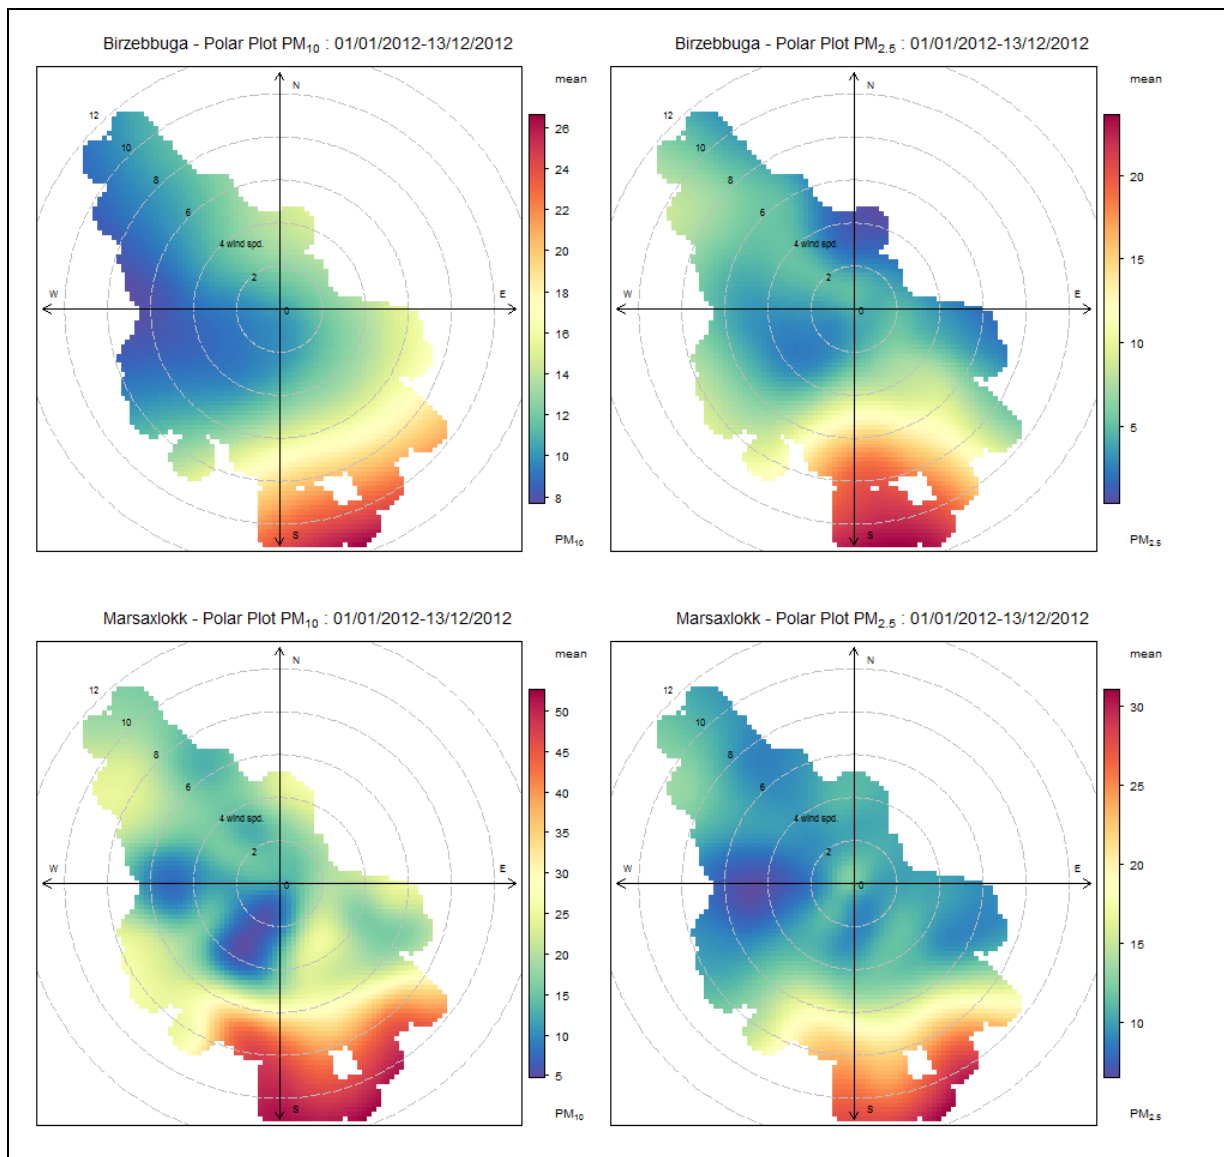 Birzebbuga - Polar Plot PM10 : 01/01/2012-13/12/2012
mean
N
12
10
8
6
4 wind spd.
2
0
W
E
S
26
24
22
20
18
16
14
12
10
8
PM10
Birzebbuga - Polar Plot PM2.5 : 01/01/2012-13/12/2012
mean
N
12
10
8
6
4 wind spd.
2
0
W
E
S
20
15
10
5
PM2.5
Marsaxlokk - Polar Plot PM10 : 01/01/2012-13/12/2012
mean
N
12
10
8
6
4 wind spd.
2
0
W
E
S
50
45
40
35
30
25
20
15
10
5
PM10
Marsaxlokk - Polar Plot PM2.5 : 01/01/2012-13/12/2012
mean
N
12
10
8
6
4 wind spd.
2
0
W
E
S
30
25
20
15
10
PM2.5